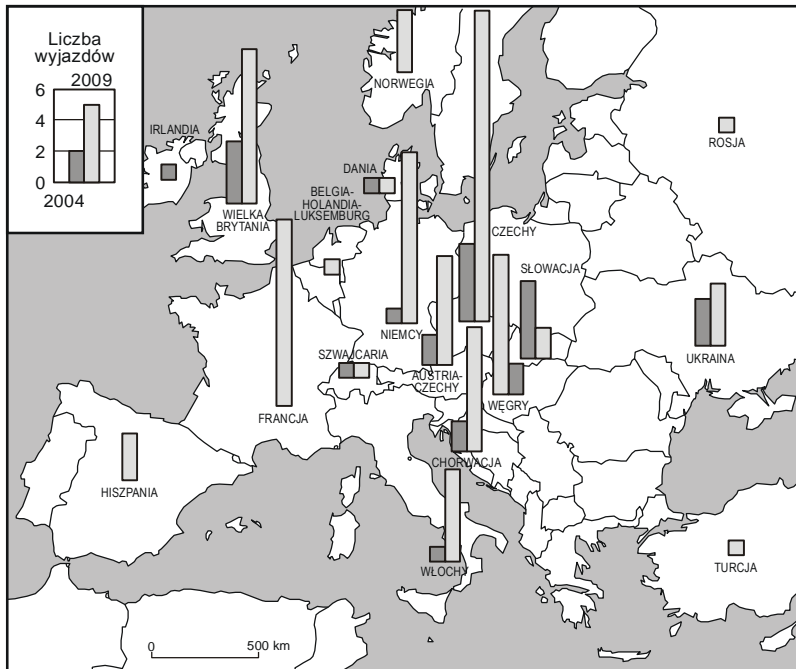 Liczba
wyjazdów
2009
6
4
2
0
2004
IRLANDIA
WIELKA
BRYTANIA
NORWEGIA
ROSJA
DANIA
BELGIA-
HOLANDIA-
LUKSEMBURG
CZECHY
SŁOWACJA
NIEMCY
UKRAINA
SZWAJCARIA
AUSTRIA-
CZECHY
WĘGRY
FRANCJA
CHORWACJA
HISZPANIA
WŁOCHY
TURCJA
0 500 km